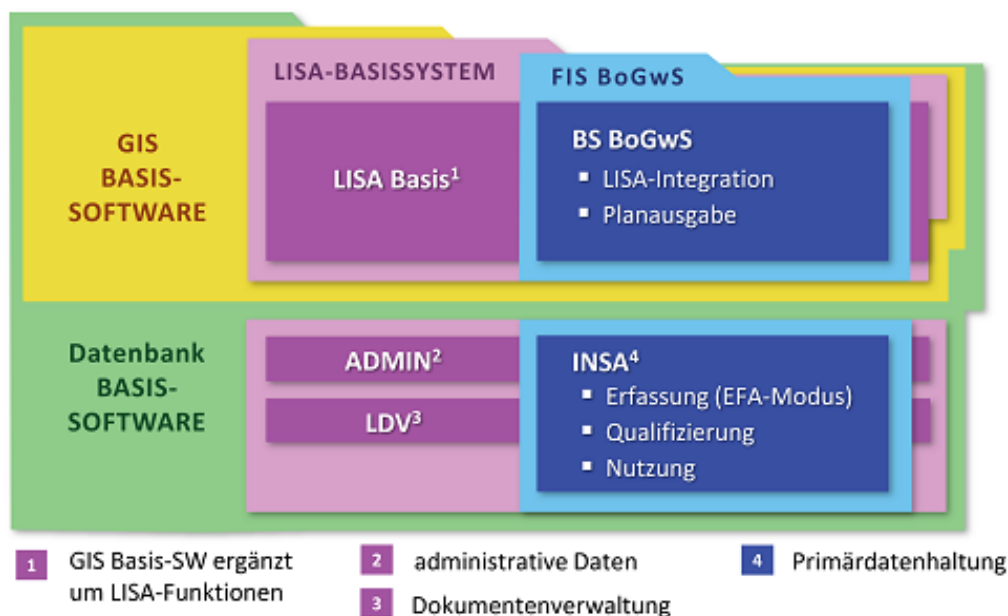 LISA-BASISSYSTEM
FIS BoGwS
GIS
BASIS-
SOFTWARE
LISA Basis¹
BS BoGwS
▪ LISA-Integration
▪ Planausgabe
Datenbank
BASIS-
SOFTWARE
ADMIN²
LDV³
INSA⁴
▪ Erfassung (EFA-Modus)
▪ Qualifizierung
▪ Nutzung
1 GIS Basis-SW ergänzt
um LISA-Funktionen
2 administrative Daten
3 Dokumentenverwaltung
4 Primärdatenhaltung